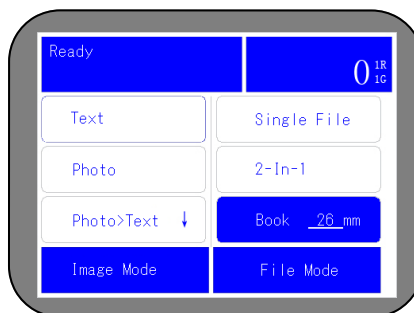 Ready
0 1R
1G
Text
Single File
Photo
2-In-1
Photo>Text ↓
Book 26 mm
Image Mode
File Mode